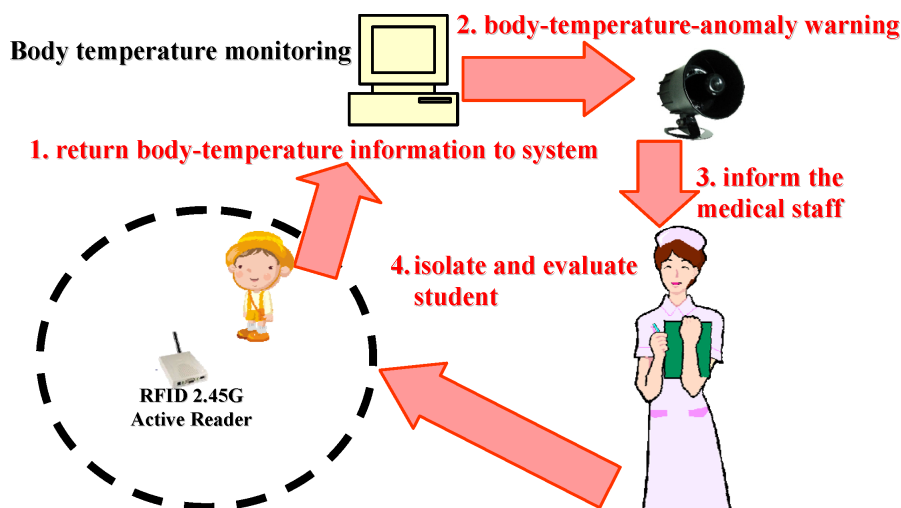 2. body-temperature-anomaly warning
Body temperature monitoring
1. return body-temperature information to system
3. inform the
medical staff
4. isolate and evaluate
student
RFID 2.45G
Active Reader